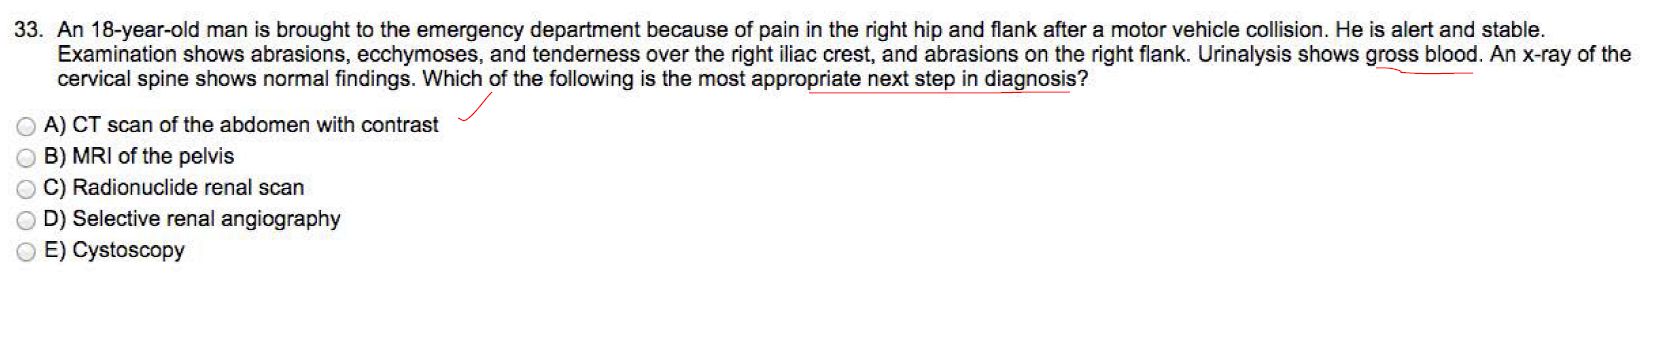 33. An 18-year-old man is brought to the emergency department because of pain in the right hip and flank after a motor vehicle collision. He is alert and stable.
Examination shows abrasions, ecchymoses, and tenderness over the right iliac crest, and abrasions on the right flank. Urinalysis shows gross blood. An x-ray of the
cervical spine shows normal findings. Which of the following is the most appropriate next step in diagnosis?
A) CT scan of the abdomen with contrast
B) MRI of the pelvis
C) Radionuclide renal scan
D) Selective renal angiography
E) Cystoscopy